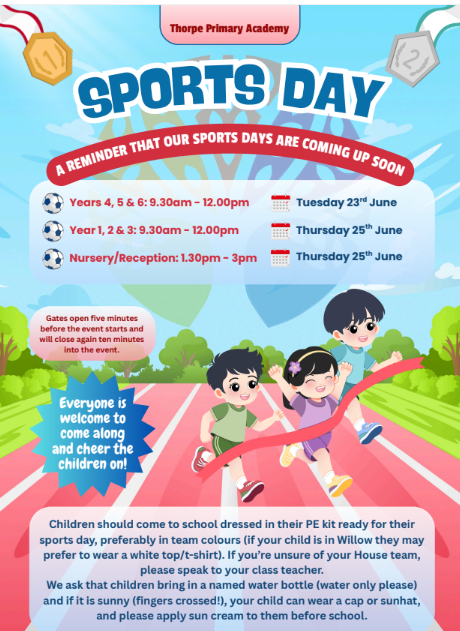 Thorpe Primary Academy
1
2
SPORTS DAY
A REMINDER THAT OUR SPORTS DAYS ARE COMING UP SOON
Years 4, 5 & 6: 9.30am - 12.00pm Tuesday 23rd June
Year 1, 2 & 3: 9.30am - 12.00pm Thursday 25th June
Nursery/Reception: 1.30pm - 3pm Thursday 25th June
Gates open five minutes
before the event starts and
will close again ten minutes
into the event.
Everyone is
welcome to
come along
and cheer the
children on!
Children should come to school dressed in their PE kit ready for their
sports day, preferably in team colours (if your child is in Willow they may
prefer to wear a white top/t-shirt). If you're unsure of your House team,
please speak to your class teacher.
We ask that children bring in a named water bottle (water only please)
and if it is sunny (fingers crossed!), your child can wear a cap or sunhat,
and please apply sun cream to them before school.